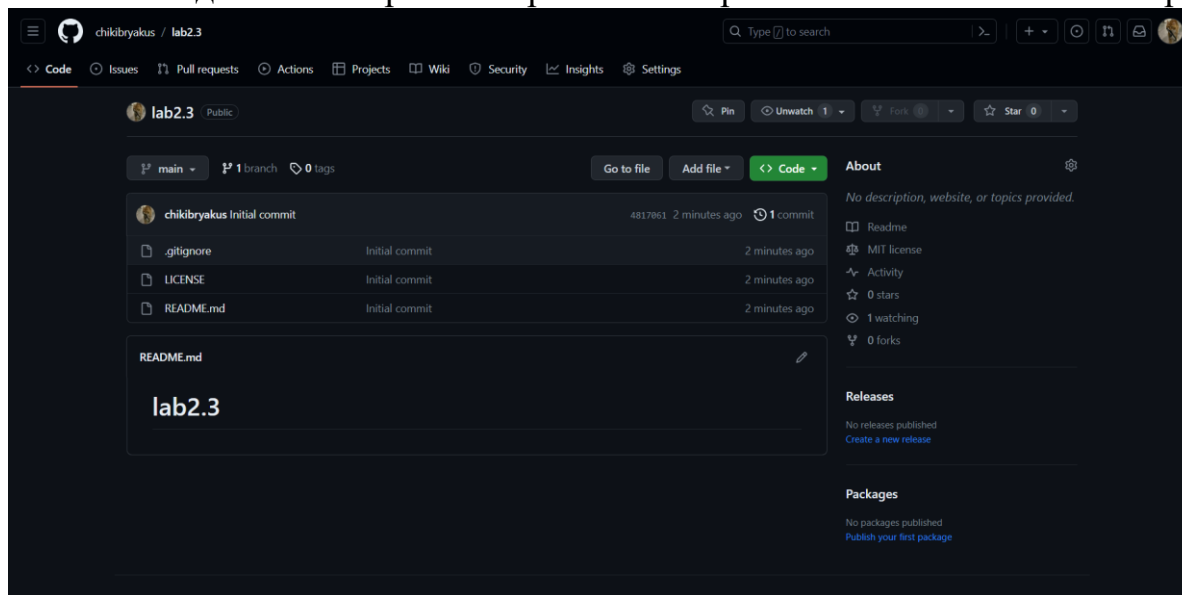 chikibryakus / lab2.3
Type / to search
Code Issues Pull requests Actions Projects Wiki Security Insights Settings
lab2.3 Public
Pin Unwatch 1 Fork 0 Star 0
main 1 branch 0 tags
Go to file Add file Code
chikibryakus Initial commit 4817061 2 minutes ago 1 commit
.gitignore Initial commit 2 minutes ago
LICENSE Initial commit 2 minutes ago
README.md Initial commit 2 minutes ago
README.md
lab2.3
About
No description, website, or topics provided.
Readme
MIT license
Activity
0 stars
1 watching
0 forks
Releases
No releases published
Create a new release
Packages
No packages published
Publish your first package